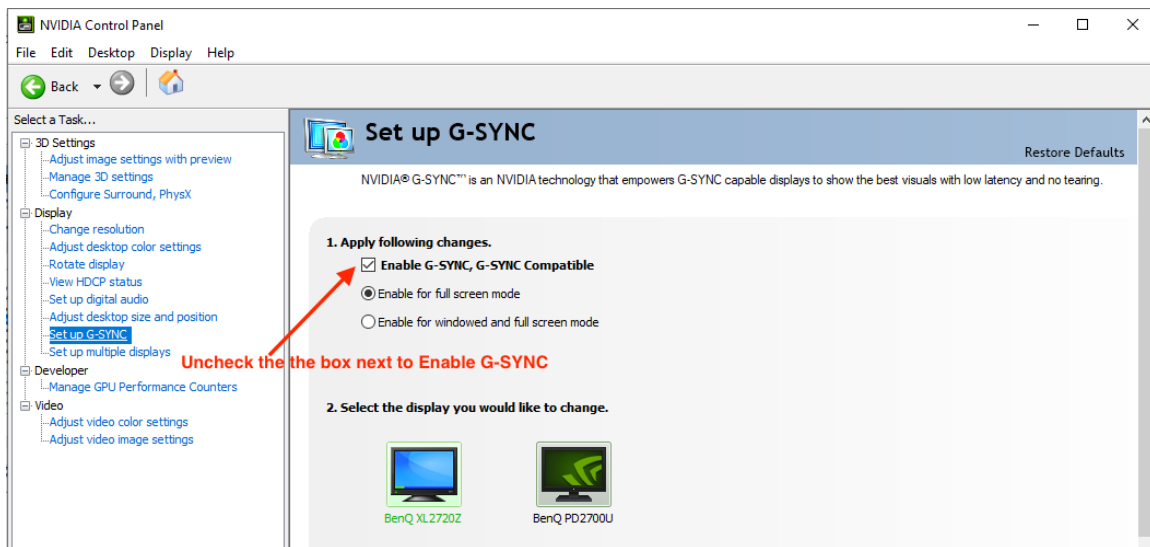 NVIDIA Control Panel
File Edit Desktop Display Help
Back
Select a Task...
3D Settings
Adjust image settings with preview
Manage 3D settings
Configure Surround, PhysX
Display
Change resolution
Adjust desktop color settings
Rotate display
View HDCP status
Set up digital audio
Adjust desktop size and position
Set up G-SYNC
Set up multiple displays
Developer
Manage GPU Performance Counters
Video
Adjust video color settings
Adjust video image settings
Set up G-SYNC
Restore Defaults
NVIDIA® G-SYNC™ is an NVIDIA technology that empowers G-SYNC capable displays to show the best visuals with low latency and no tearing.
1. Apply following changes.
Enable G-SYNC, G-SYNC Compatible
Enable for full screen mode
Enable for windowed and full screen mode
Uncheck the the box next to Enable G-SYNC
2. Select the display you would like to change.
BenQ XL2720Z BenQ PD2700U